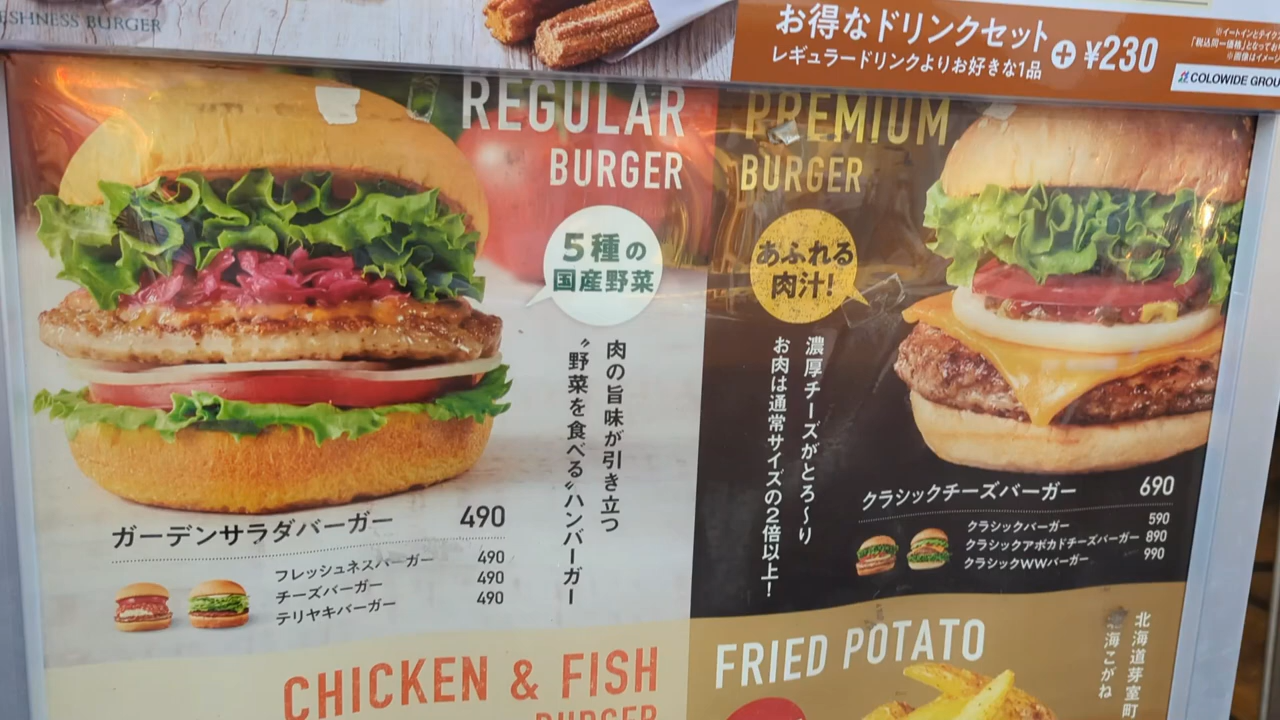 ESHNESS BURGER
お得なドリンクセット
レギュラードリンクよりお好きな1品
+ ¥230
COLOWIDE GROU
REGULAR
BURGER
5種の
国産野菜
肉の旨味が引き立つ
〝野菜を食べる〟ハンバーガー
ガーデンサラダバーガー 490
フレッシュネスバーガー 490
チーズバーガー 490
テリヤキバーガー 490
PREMIUM
BURGER
あふれる
肉汁!
濃厚チーズがとろ〜り
お肉は通常サイズの2倍以上!
クラシックチーズバーガー 690
クラシックバーガー 590
クラシックアボカドチーズバーガー 890
クラシックWWバーガー 990
CHICKEN & FISH
BURGER
FRIED POTATO
北海道芽室町
海こがね